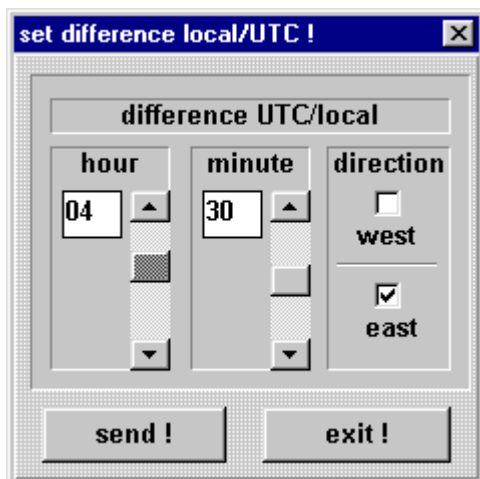 set difference local/UTC !
difference UTC/local
hour minute direction
04 30
west
east
send ! exit !